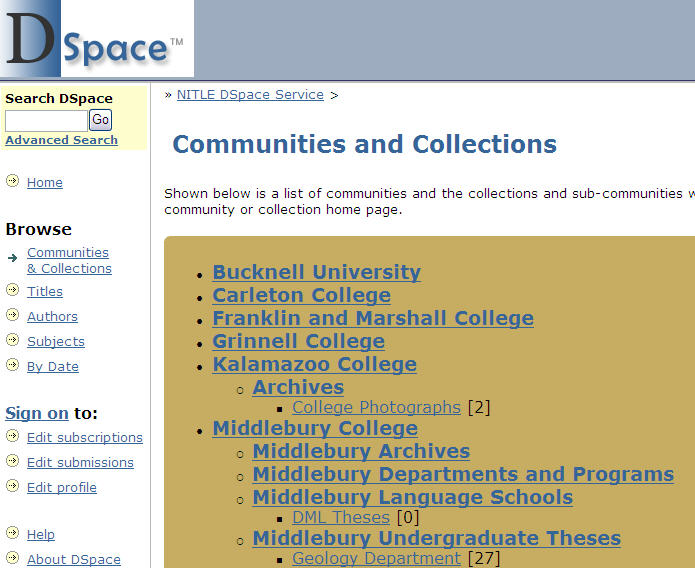 DSpace™
Search DSpace
Go
Advanced Search
Home
Browse
Communities
& Collections
Titles
Authors
Subjects
By Date
Sign on to:
Edit subscriptions
Edit submissions
Edit profile
Help
About DSpace
» NITLE DSpace Service >
Communities and Collections
Shown below is a list of communities and the collections and sub-communities
community or collection home page.
Bucknell University
Carleton College
Franklin and Marshall College
Grinnell College
Kalamazoo College
Archives
College Photographs [2]
Middlebury College
Middlebury Archives
Middlebury Departments and Programs
Middlebury Language Schools
DML Theses [0]
Middlebury Undergraduate Theses
Geology Department [27]